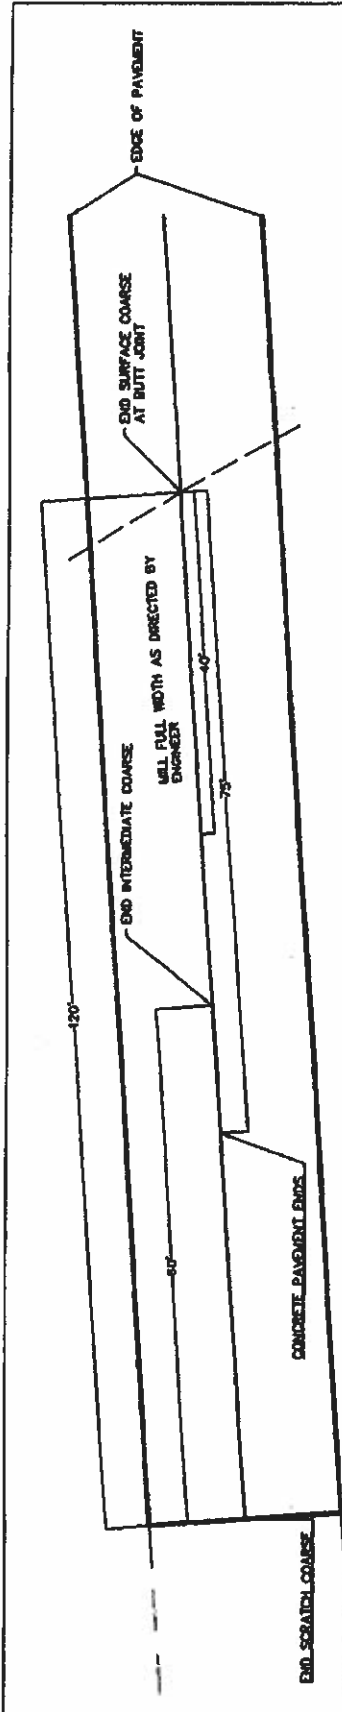 EDGE OF PAVEMENT
END SURFACE COARSE
AT BUTT JOINT
MILL FULL WIDTH AS DIRECTED BY
ENGINEER
END INTERMEDIATE COARSE
40'
75'
120'
60'
CONCRETE PAVEMENT ENDS
END SCRATCH COARSE